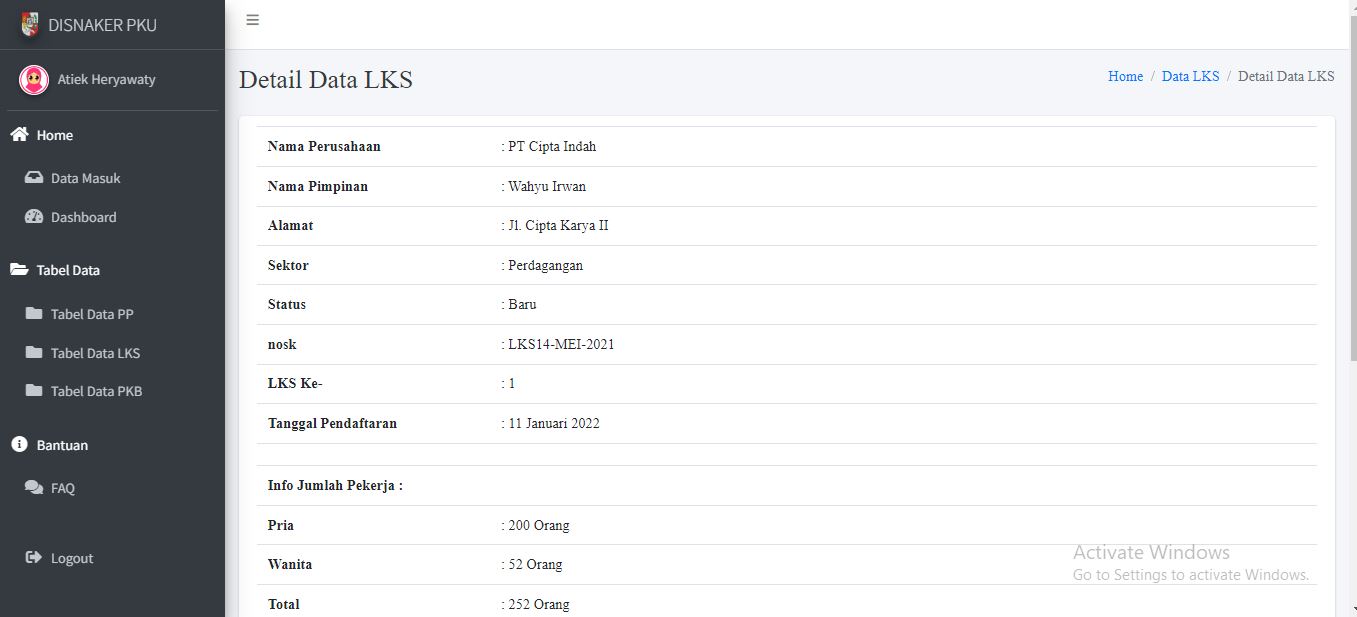 DISNAKER PKU
Atiek Heryawaty
Home
Data Masuk
Dashboard
Tabel Data
Tabel Data PP
Tabel Data LKS
Tabel Data PKB
Bantuan
FAQ
Logout
Detail Data LKS
Home / Data LKS / Detail Data LKS
Nama Perusahaan : PT Cipta Indah
Nama Pimpinan : Wahyu Irwan
Alamat : Jl. Cipta Karya II
Sektor : Perdagangan
Status : Baru
nosk : LKS14-MEI-2021
LKS Ke- : 1
Tanggal Pendaftaran : 11 Januari 2022
Info Jumlah Pekerja :
Pria : 200 Orang
Wanita : 52 Orang
Total : 252 Orang
Activate Windows
Go to Settings to activate Windows.